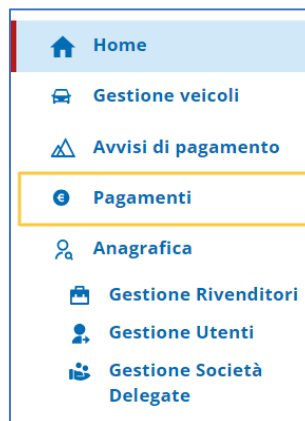 Home
Gestione veicoli
Avvisi di pagamento
€ Pagamenti
Anagrafica
Gestione Rivenditori
Gestione Utenti
Gestione Società
Delegate